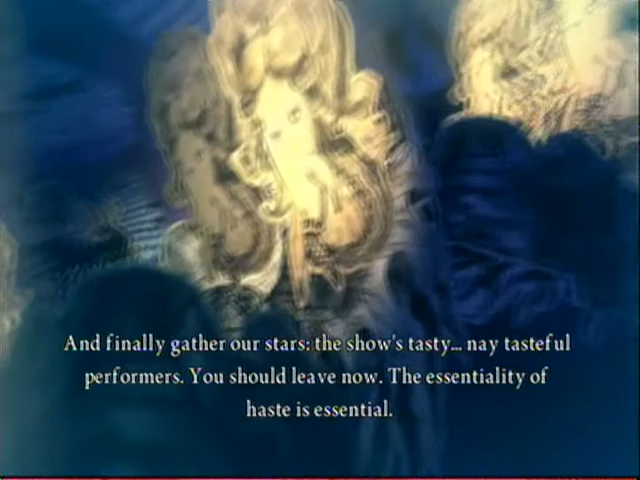 And finally gather our stars: the show's tasty... nay tasteful
performers. You should leave now. The essentiality of
haste is essential.